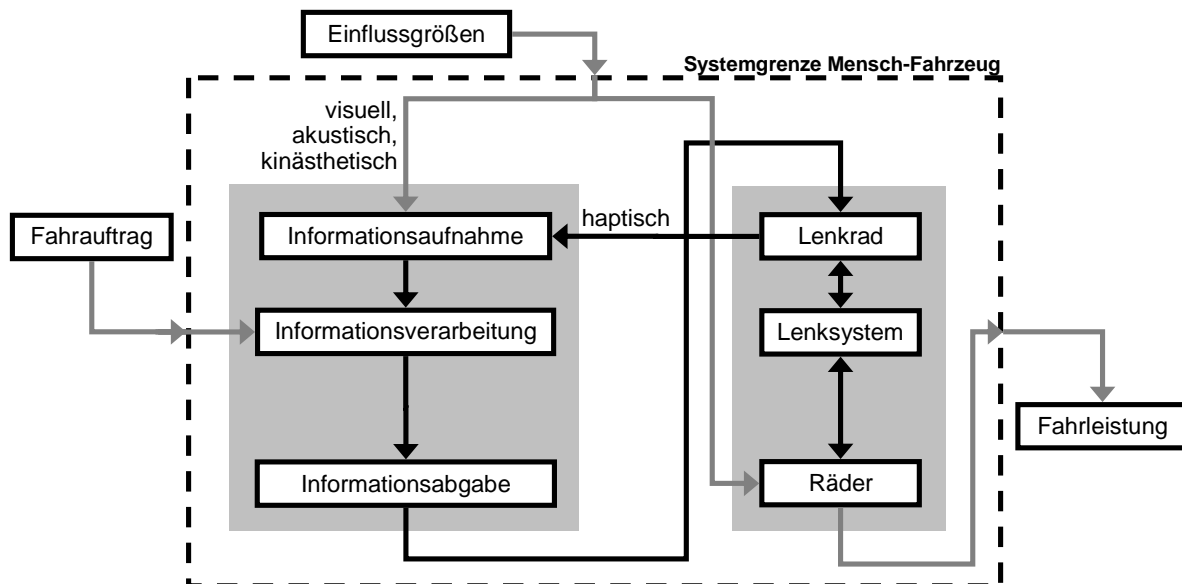 Einflussgrößen
Systemgrenze Mensch-Fahrzeug
visuell,
akustisch,
kinästhetisch
Fahrauftrag
Informationsaufnahme
haptisch
Lenkrad
Informationsverarbeitung
Lenksystem
Fahrleistung
Informationsabgabe
Räder